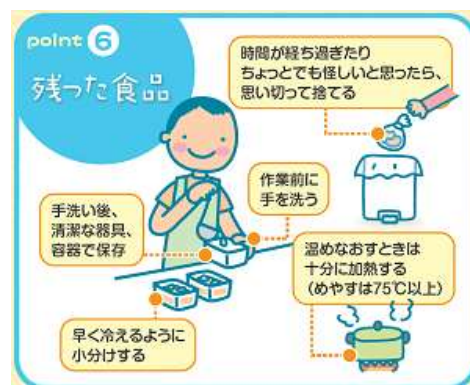 point 6
残った食品
時間が経ち過ぎたり
ちょっとでも怪しいと思ったら、
思い切って捨てる
作業前に
手を洗う
手洗い後、
清潔な器具、
容器で保存
温めなおすときは
十分に加熱する
（めやすは75℃以上）
早く冷えるように
小分けする